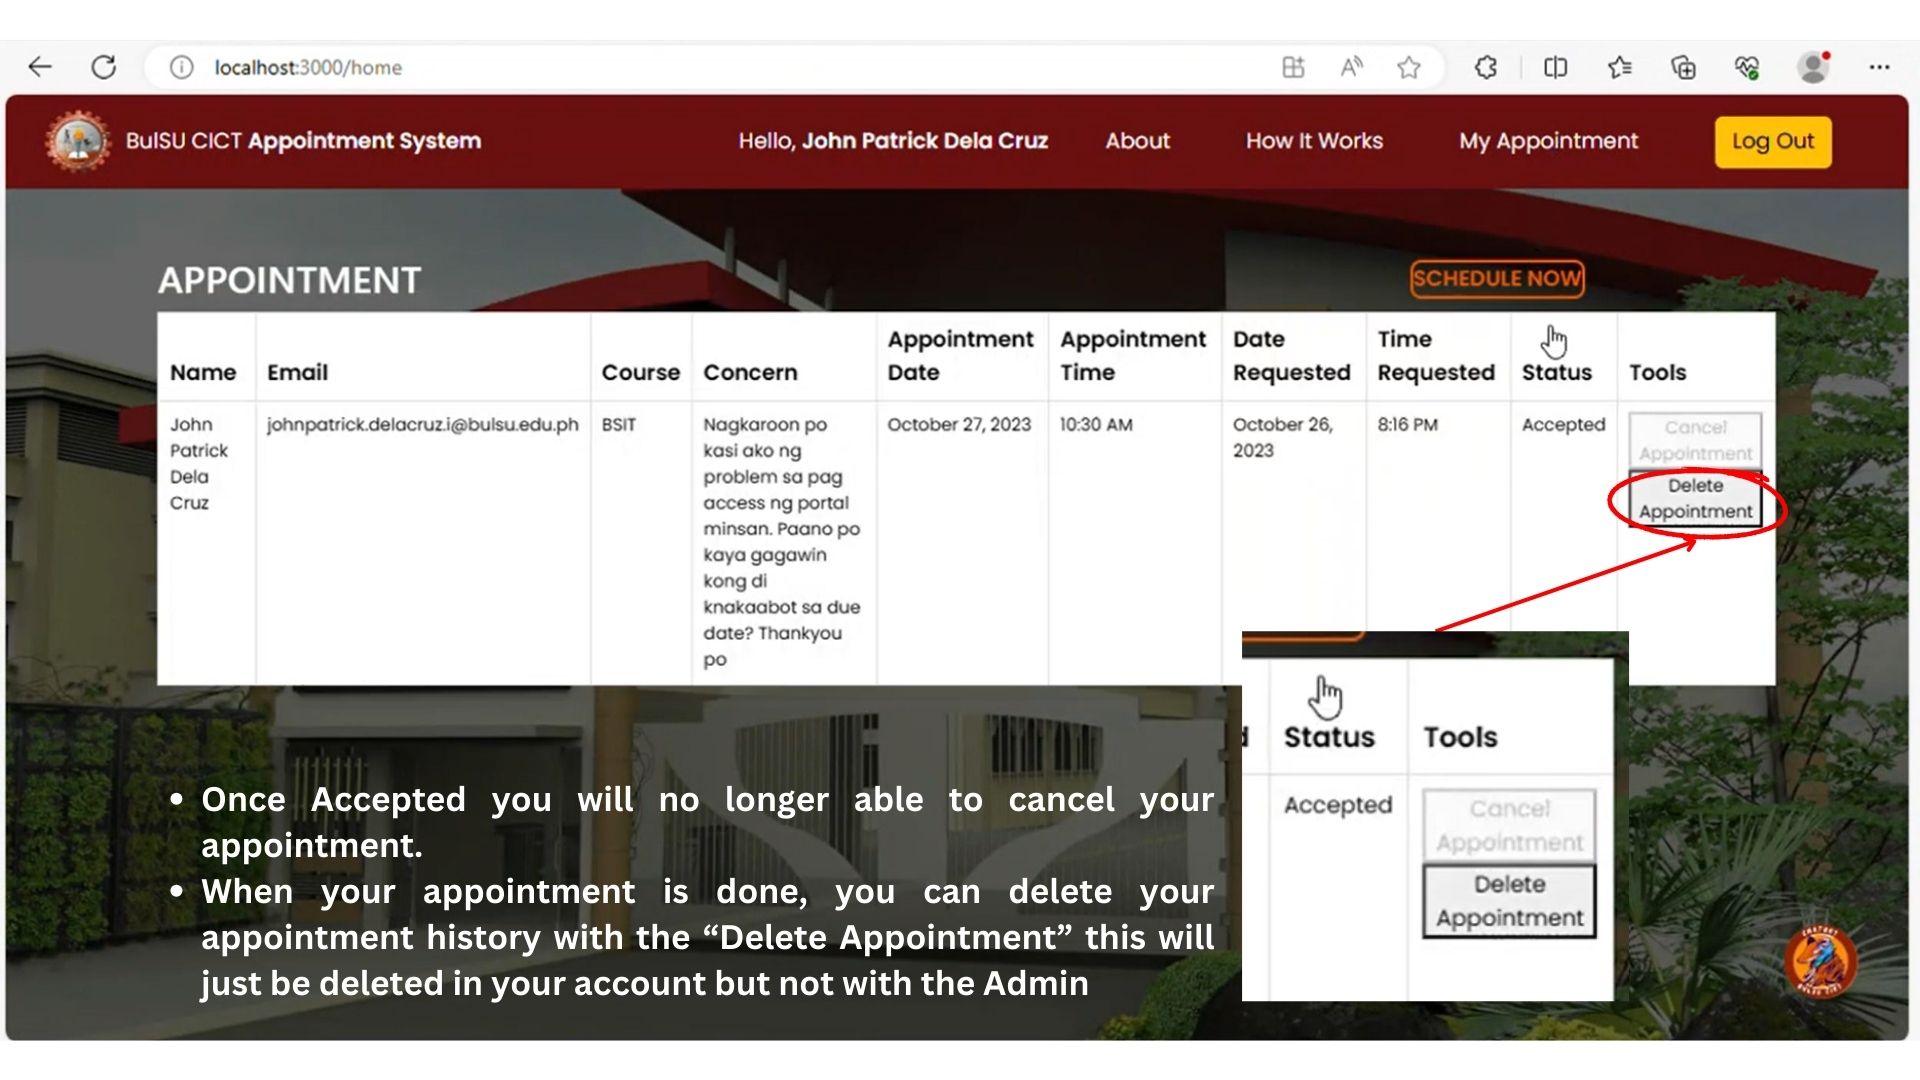 localhost:3000/home
BulSU CICT Appointment System
Hello, John Patrick Dela Cruz
About
How It Works
My Appointment
Log Out
APPOINTMENT
SCHEDULE NOW
Name
Email
Course
Concern
Appointment
Date
Appointment
Time
Date
Requested
Time
Requested
Status
Tools
John
Patrick
Dela
Cruz
johnpatrick.delacruz.i@bulsu.edu.ph
BSIT
Nagkaroon po
kasi ako ng
problem sa pag
access ng portal
minsan. Paano po
kaya gagawin
kong di
knakaabot sa due
date? Thankyou
po
October 27, 2023
10:30 AM
October 26,
2023
8:16 PM
Accepted
Cancel
Appointment
Delete
Appointment
d
Status
Tools
Accepted
Cancel
Appointment
Delete
Appointment
• Once Accepted you will no longer able to cancel your
appointment.
• When your appointment is done, you can delete your
appointment history with the “Delete Appointment” this will
just be deleted in your account but not with the Admin